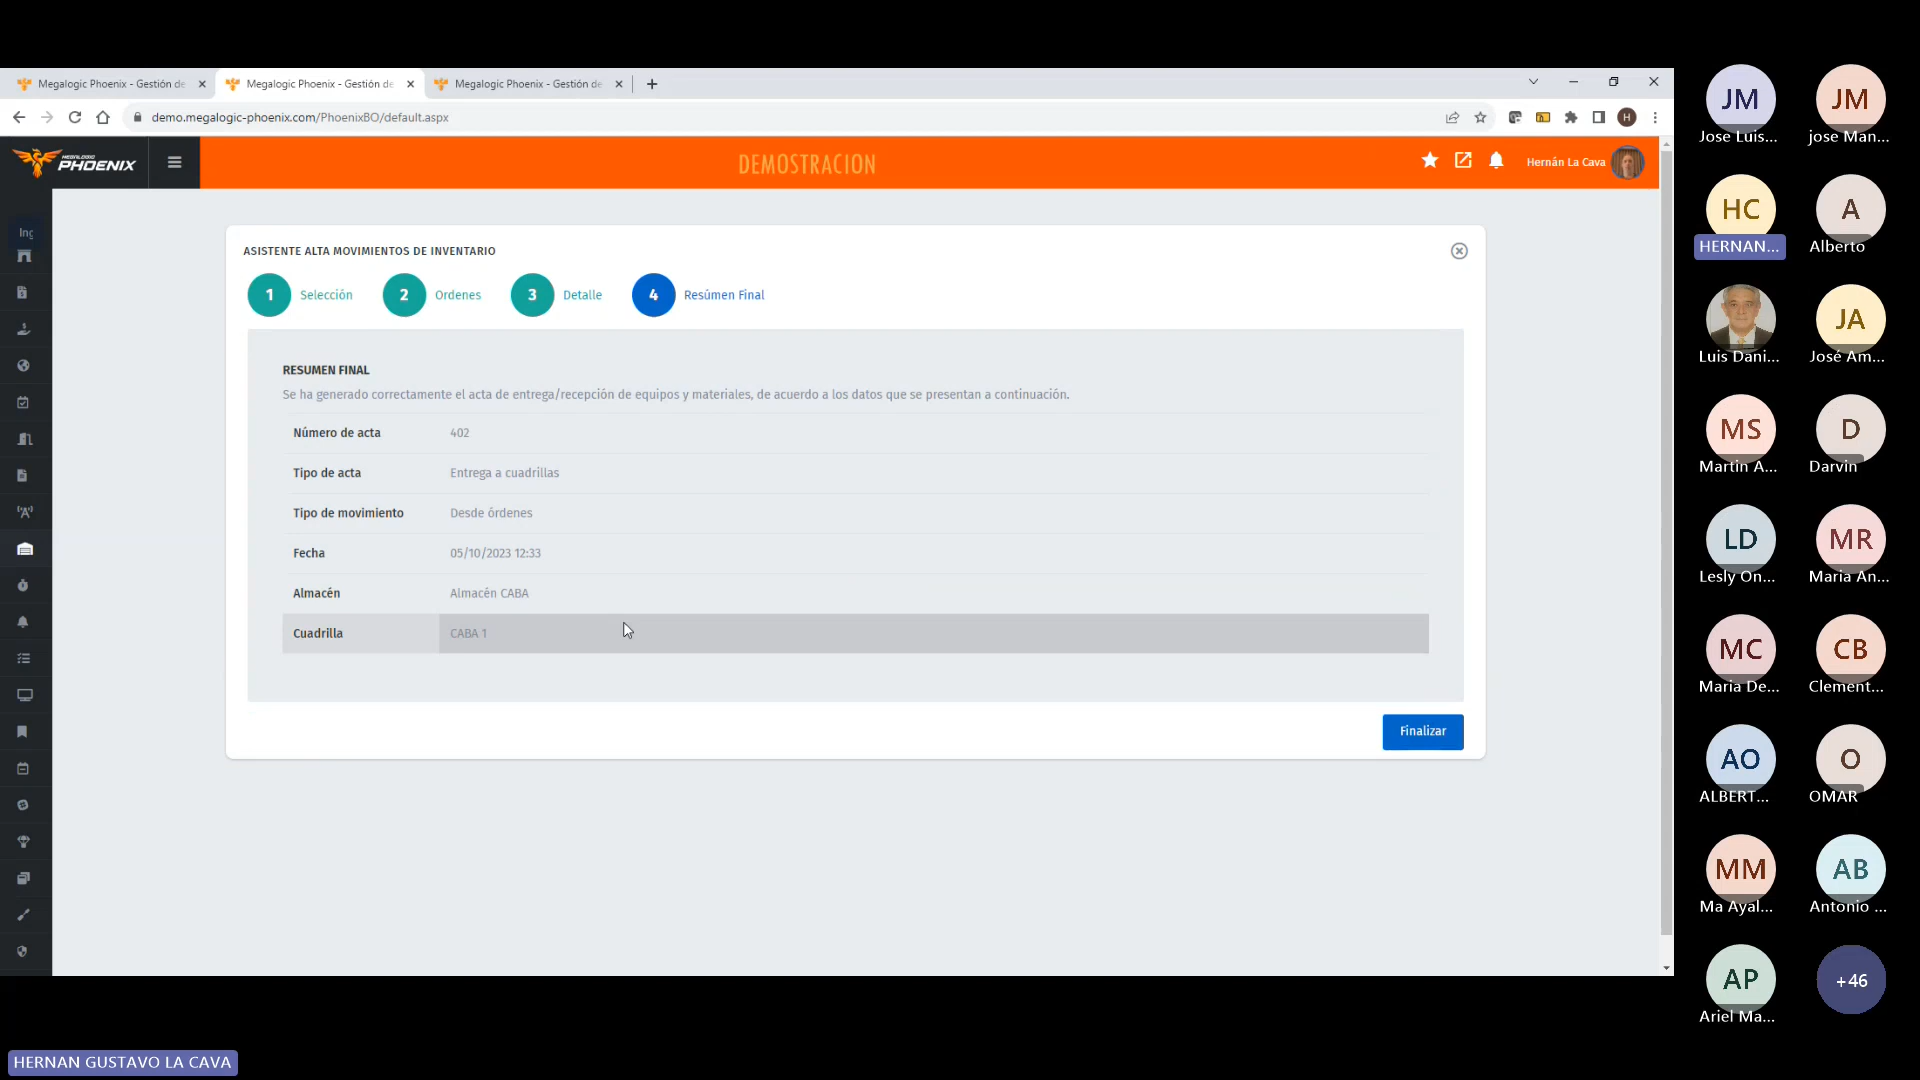 Megalogic Phoenix - Gestión de
Megalogic Phoenix - Gestión de
Megalogic Phoenix - Gestión de
demo.megalogic-phoenix.com/PhoenixBO/default.aspx
H
MEGALOGIC
PHOENIX
DEMOSTRACION
Hernán La Cava
Ing
ASISTENTE ALTA MOVIMIENTOS DE INVENTARIO
1 Selección
2 Ordenes
3 Detalle
4 Resúmen Final
RESUMEN FINAL
Se ha generado correctamente el acta de entrega/recepción de equipos y materiales, de acuerdo a los datos que se presentan a continuación.
Número de acta 402
Tipo de acta Entrega a cuadrillas
Tipo de movimiento Desde órdenes
Fecha 05/10/2023 12:33
Almacén Almacén CABA
Cuadrilla CABA 1
Finalizar
JM JM
Jose Luis... jose Man...
HC A
HERNAN... Alberto
JA
Luis Dani... José Am...
MS D
Martin A... Darvin
LD MR
Lesly On... Maria An...
MC CB
Maria De... Clement...
AO O
ALBERT... OMAR
MM AB
Ma Ayal... Antonio ...
AP +46
Ariel Ma...
HERNAN GUSTAVO LA CAVA